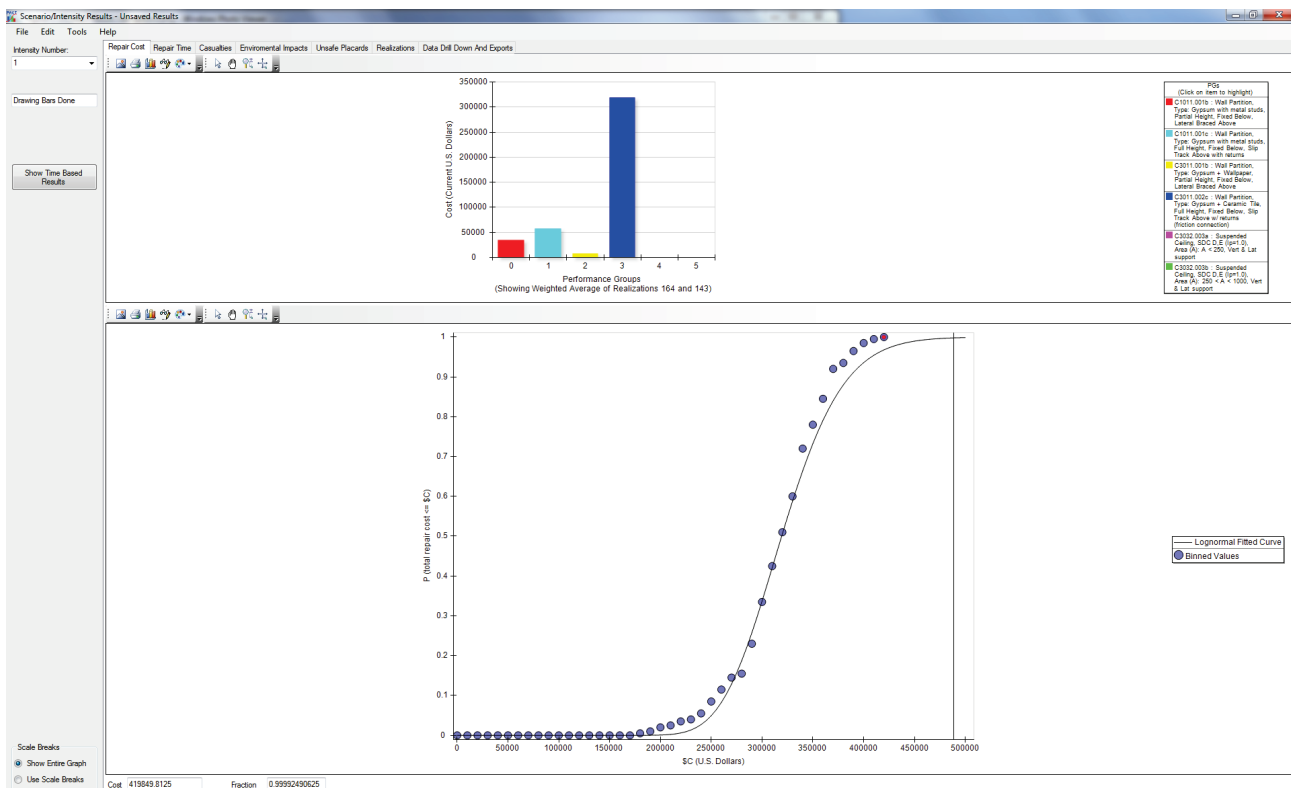 Scenario/Intensity Results - Unsaved Results
File Edit Tools Help
Intensity Number:
1
Drawing Bars Done
Show Time Based
Results
Repair Cost Repair Time Casualties Enviromental Impacts Unsafe Placards Realizations Data Drill Down And Exports
350000
300000
250000
200000
150000
100000
50000
0
Cost (Current U.S. Dollars)
0 1 2 3 4 5
Performance Groups
(Showing Weighted Average of Realizations 164 and 143)
PGs
(Click on item to highlight)
C1011.001b : Wall Partition,
Type: Gypsum with metal studs,
Partial Height, Fixed Below,
Lateral Braced Above
C1011.001c : Wall Partition,
Type: Gypsum with metal studs,
Full Height, Fixed Below, Slip
Track Above with returns
C3011.001b : Wall Partition,
Type: Gypsum + Wallpaper,
Partial Height, Fixed Below,
Lateral Braced Above
C3011.002c : Wall Partition,
Type: Gypsum + Ceramic Tile,
Full Height, Fixed Below, Slip
Track Above w/ returns
(friction connection)
C3032.003a : Suspended
Ceiling, SDC D,E (Ip=1.0),
Area (A): A < 250, Vert & Lat
support
C3032.003b : Suspended
Ceiling, SDC D,E (Ip=1.0),
Area (A): 250 < A < 1000, Vert
& Lat support
1
0.9
0.8
0.7
0.6
0.5
0.4
0.3
0.2
0.1
0
P (total repair cost <= $C)
0 50000 100000 150000 200000 250000 300000 350000 400000 450000 500000
$C (U.S. Dollars)
Lognormal Fitted Curve
Binned Values
Scale Breaks
Show Entire Graph
Use Scale Breaks
Cost 419849.8125 Fraction 0.99992490625